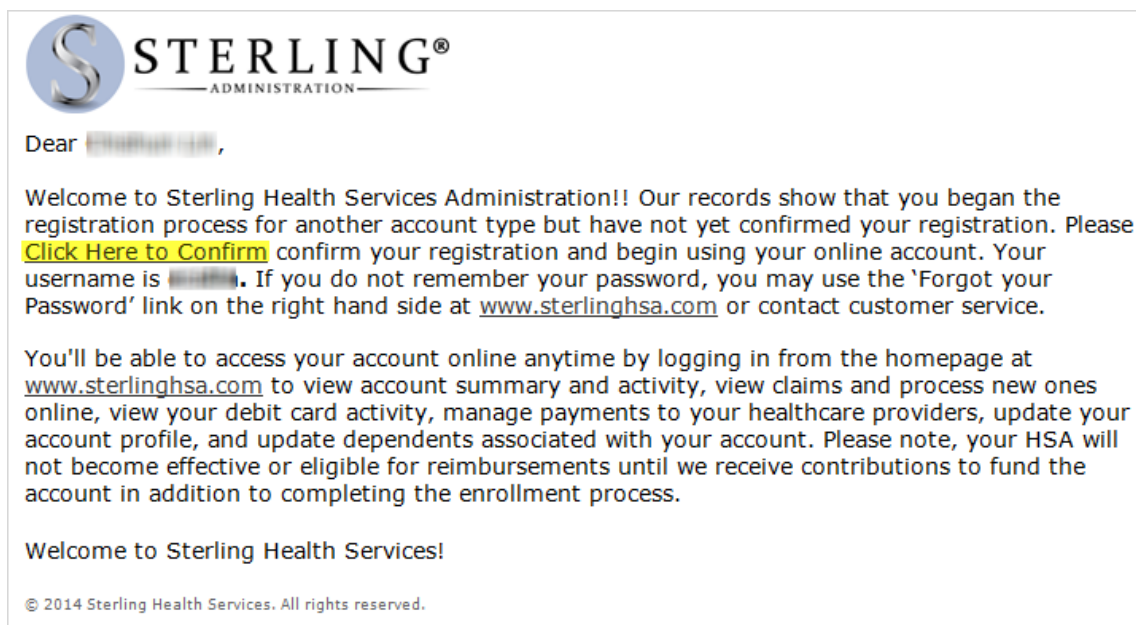 S STERLING®
ADMINISTRATION
Dear ,
Welcome to Sterling Health Services Administration!! Our records show that you began the
registration process for another account type but have not yet confirmed your registration. Please
Click Here to Confirm confirm your registration and begin using your online account. Your
username is . If you do not remember your password, you may use the ‘Forgot your
Password’ link on the right hand side at www.sterlinghsa.com or contact customer service.
You'll be able to access your account online anytime by logging in from the homepage at
www.sterlinghsa.com to view account summary and activity, view claims and process new ones
online, view your debit card activity, manage payments to your healthcare providers, update your
account profile, and update dependents associated with your account. Please note, your HSA will
not become effective or eligible for reimbursements until we receive contributions to fund the
account in addition to completing the enrollment process.
Welcome to Sterling Health Services!
© 2014 Sterling Health Services. All rights reserved.